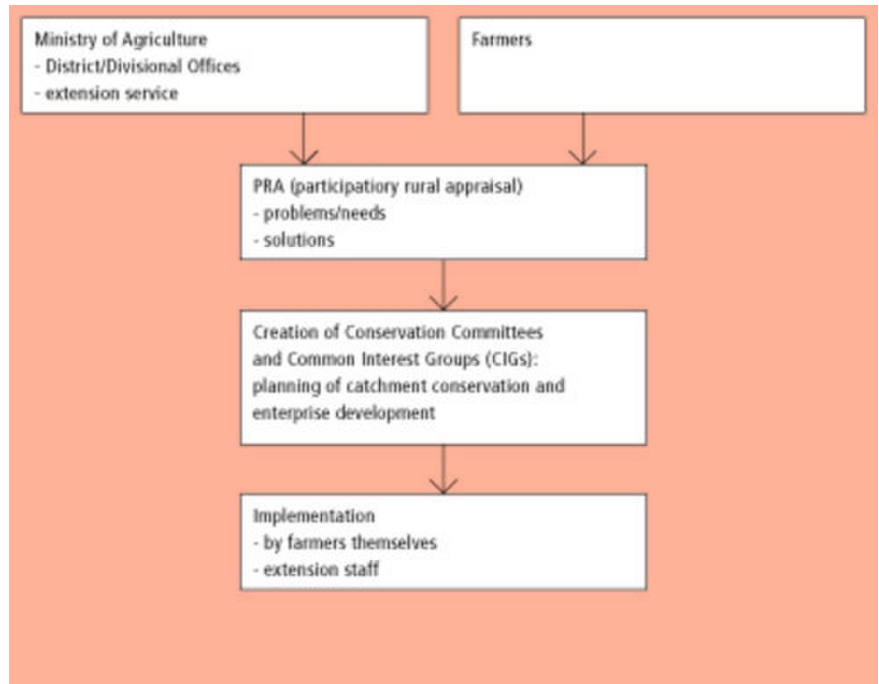 Ministry of Agriculture
- District/Divisional Offices
- extension service
Farmers
PRA (participatiory rural appraisal)
- problems/needs
- solutions
Creation of Conservation Committees
and Common Interest Groups (CIGs):
planning of catchment conservation and
enterprise development
Implementation
- by farmers themselves
- extension staff